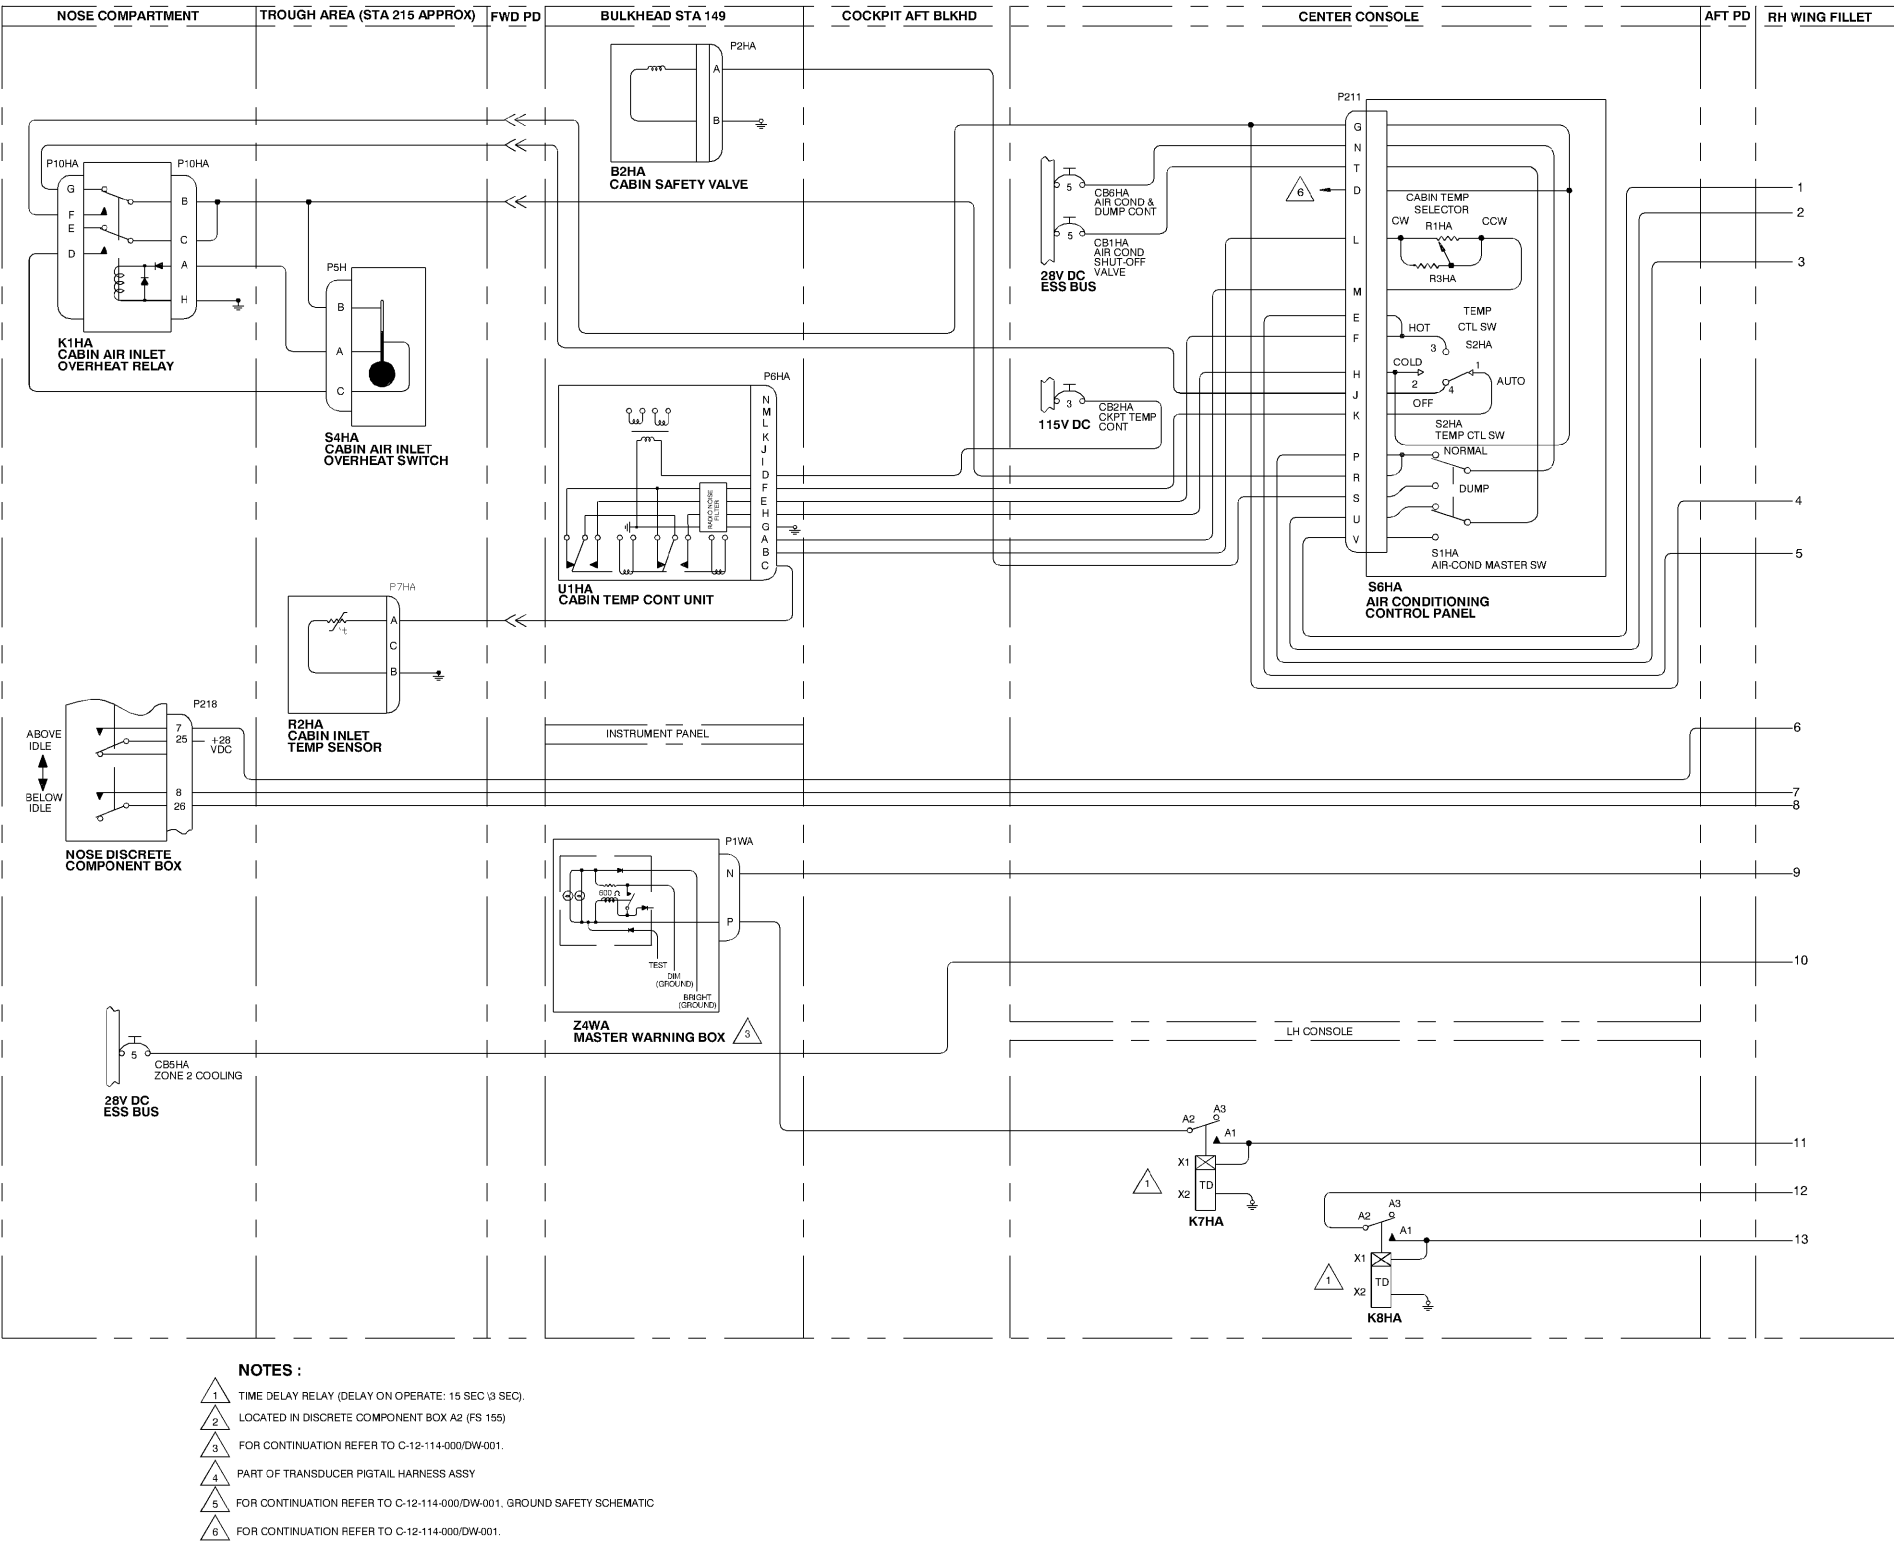 NOSE COMPARTMENT
TROUGH AREA (STA 215 APPROX)
FWD PD
BULKHEAD STA 149
COCKPIT AFT BLKHD
CENTER CONSOLE
AFT PD
RH WING FILLET
P2HA
A
B
B2HA
CABIN SAFETY VALVE
P10HA
P10HA
G
F
E
D
B
C
A
H
K1HA
CABIN AIR INLET
OVERHEAT RELAY
P5H
B
A
C
S4HA
CABIN AIR INLET
OVERHEAT SWITCH
P6HA
N
M
L
K
J
I
D
F
E
H
G
A
B
C
RADIO NOISE
FILTER
U1HA
CABIN TEMP CONT UNIT
P7HA
A
C
B
t
R2HA
CABIN INLET
TEMP SENSOR
5
CB6HA
AIR COND &
DUMP CONT
5
CB1HA
AIR COND
SHUT-OFF
VALVE
28V DC
ESS BUS
3
CB2HA
CKPT TEMP
CONT
115V DC
6
P211
G
N
T
D
L
M
E
F
H
J
K
P
R
S
U
V
CABIN TEMP
SELECTOR
CW
R1HA
CCW
R3HA
TEMP
CTL SW
HOT
S2HA
3
COLD
1
2
4
AUTO
OFF
S2HA
TEMP CTL SW
NORMAL
DUMP
S1HA
AIR-COND MASTER SW
S6HA
AIR CONDITIONING
CONTROL PANEL
1
2
3
4
5
6
7
8
9
10
11
12
13
INSTRUMENT PANEL
P218
ABOVE
IDLE
BELOW
IDLE
7
25
+28
VDC
8
26
NOSE DISCRETE
COMPONENT BOX
P1WA
N
P
600 Ω
TEST
DIM
(GROUND)
BRIGHT
(GROUND)
Z4WA
MASTER WARNING BOX
3
5
CB5HA
ZONE 2 COOLING
28V DC
ESS BUS
LH CONSOLE
A2
A3
A1
X1
TD
X2
1
K7HA
A2
A3
A1
X1
TD
X2
1
K8HA
NOTES :
1 TIME DELAY RELAY (DELAY ON OPERATE: 15 SEC \3 SEC).
2 LOCATED IN DISCRETE COMPONENT BOX A2 (FS 155)
3 FOR CONTINUATION REFER TO C-12-114-000/DW-001.
4 PART OF TRANSDUCER PIGTAIL HARNESS ASSY
5 FOR CONTINUATION REFER TO C-12-114-000/DW-001, GROUND SAFETY SCHEMATIC
6 FOR CONTINUATION REFER TO C-12-114-000/DW-001.